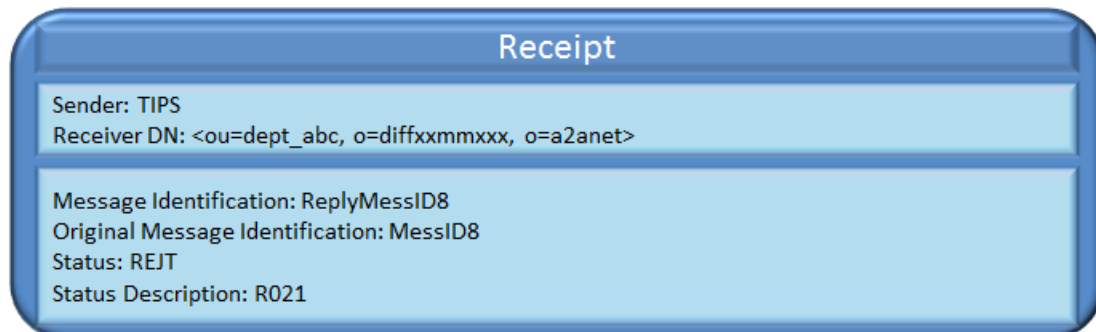 Receipt
Sender: TIPS
Receiver DN: <ou=dept_abc, o=diffxxmmxxx, o=a2anet>
Message Identification: ReplyMessID8
Original Message Identification: MessID8
Status: REJT
Status Description: R021